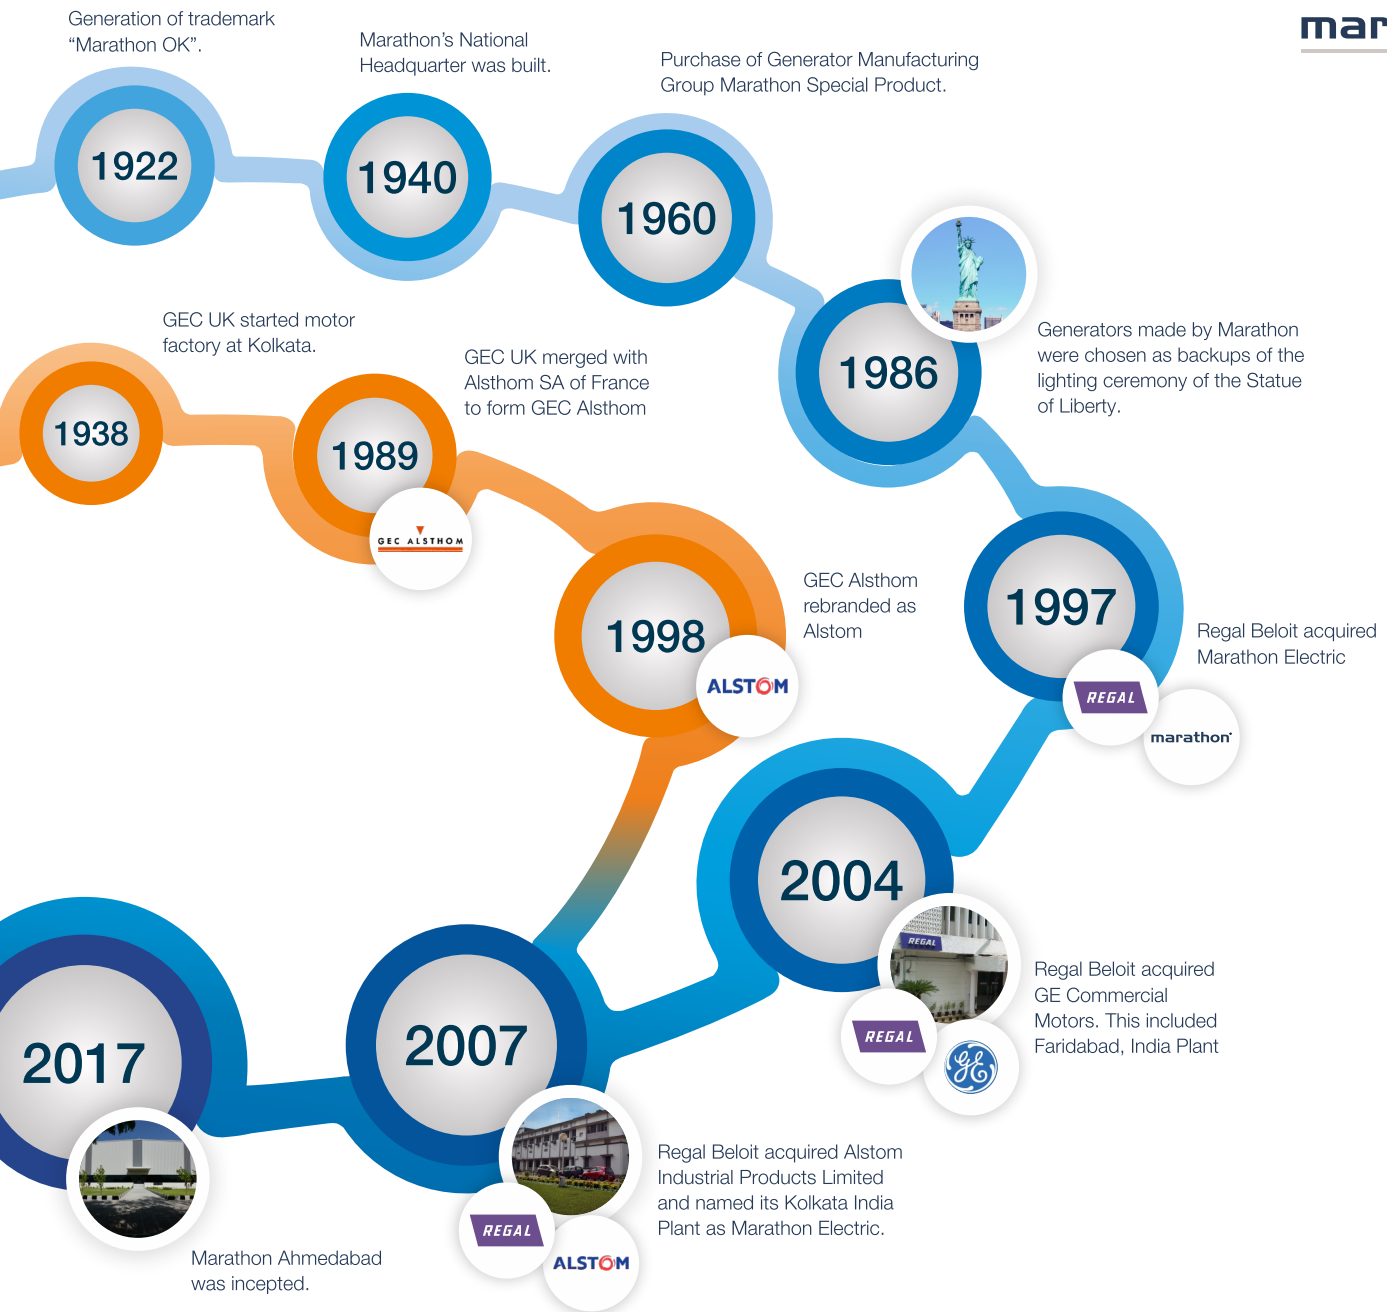 Generation of trademark
“Marathon OK”.
1922
Marathon’s National
Headquarter was built.
1940
Purchase of Generator Manufacturing
Group Marathon Special Product.
1960
mar
1986
Generators made by Marathon
were chosen as backups of the
lighting ceremony of the Statue
of Liberty.
GEC UK started motor
factory at Kolkata.
1938
GEC UK merged with
Alsthom SA of France
to form GEC Alsthom
1989
GEC ALSTHOM
GEC Alsthom
rebranded as
Alstom
1998
ALSTOM
1997
Regal Beloit acquired
Marathon Electric
REGAL
marathon
2004
REGAL
REGAL
GE
Regal Beloit acquired
GE Commercial
Motors. This included
Faridabad, India Plant
2007
REGAL
ALSTOM
Regal Beloit acquired Alstom
Industrial Products Limited
and named its Kolkata India
Plant as Marathon Electric.
2017
Marathon Ahmedabad
was incepted.